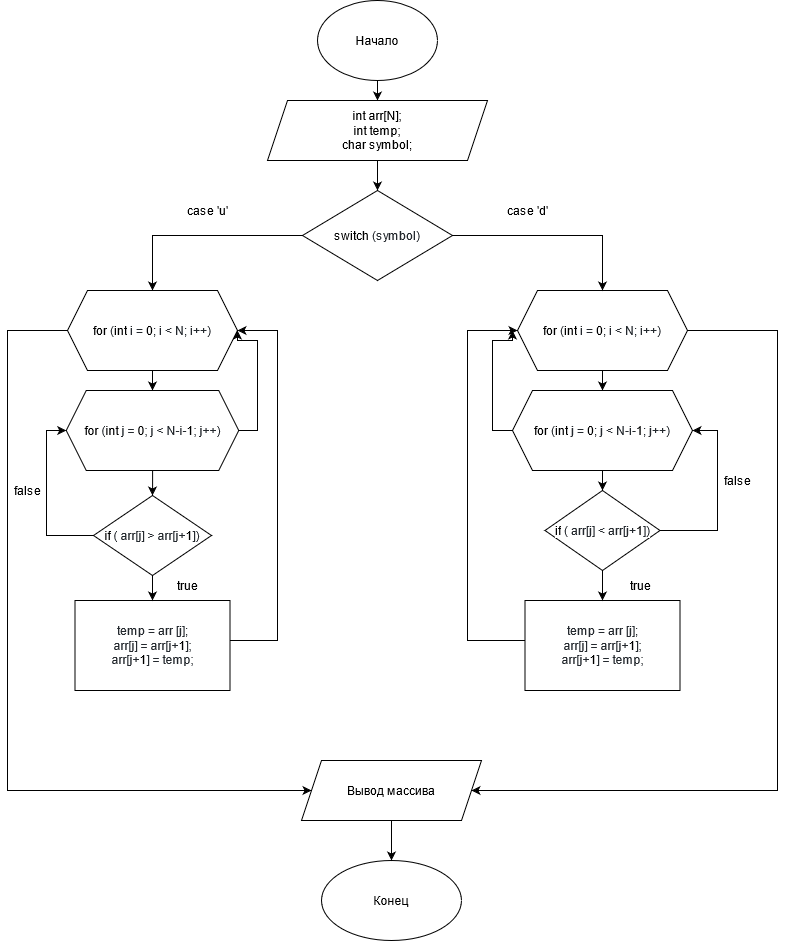 Начало
int arr[N];
int temp;
char symbol;
case 'u'
case 'd'
switch (symbol)
for (int i = 0; i < N; i++)
for (int i = 0; i < N; i++)
for (int j = 0; j < N-i-1; j++)
for (int j = 0; j < N-i-1; j++)
false
false
if ( arr[j] > arr[j+1])
if ( arr[j] < arr[j+1])
true
true
temp = arr [j];
arr[j] = arr[j+1];
arr[j+1] = temp;
temp = arr [j];
arr[j] = arr[j+1];
arr[j+1] = temp;
Вывод массива
Конец